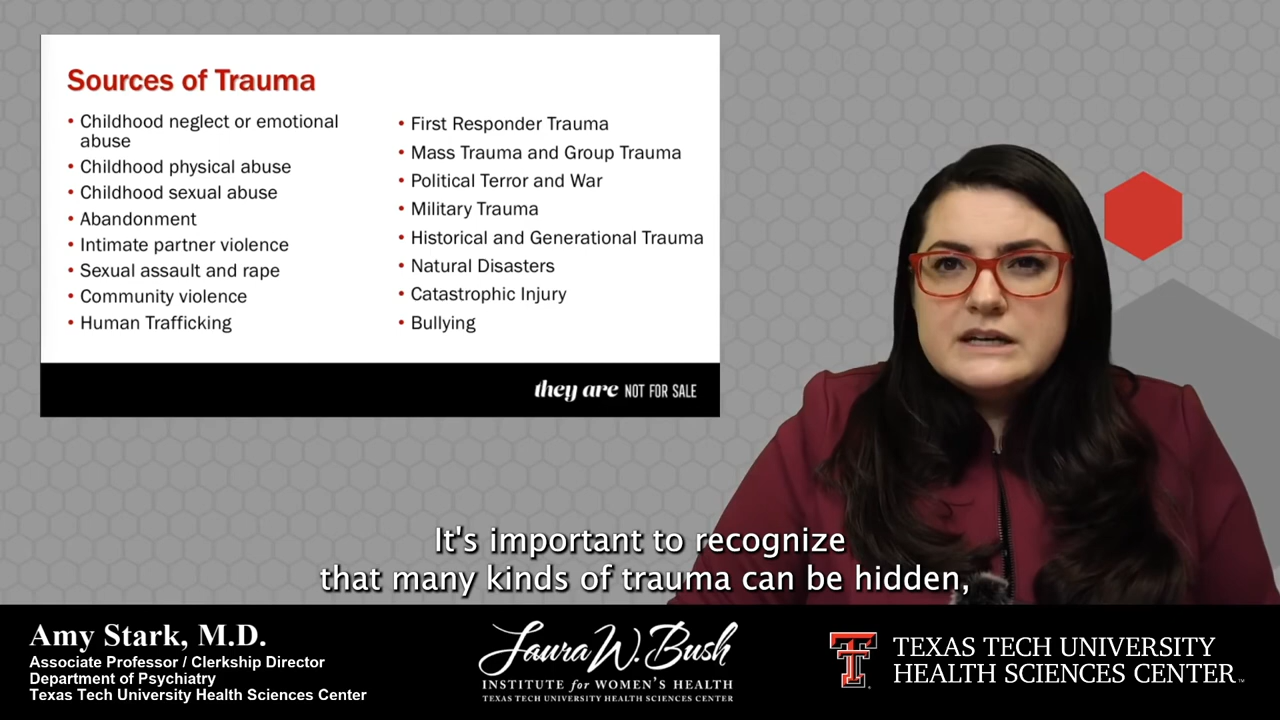 Sources of Trauma
• Childhood neglect or emotional
abuse
• Childhood physical abuse
• Childhood sexual abuse
• Abandonment
• Intimate partner violence
• Sexual assault and rape
• Community violence
• Human Trafficking
• First Responder Trauma
• Mass Trauma and Group Trauma
• Political Terror and War
• Military Trauma
• Historical and Generational Trauma
• Natural Disasters
• Catastrophic Injury
• Bullying
they are NOT FOR SALE
It's important to recognize
that many kinds of trauma can be hidden,
Amy Stark, M.D.
Associate Professor / Clerkship Director
Department of Psychiatry
Texas Tech University Health Sciences Center
Laura W. Bush
INSTITUTE for WOMEN'S HEALTH
TEXAS TECH UNIVERSITY HEALTH SCIENCES CENTER
TEXAS TECH UNIVERSITY
HEALTH SCIENCES CENTER™